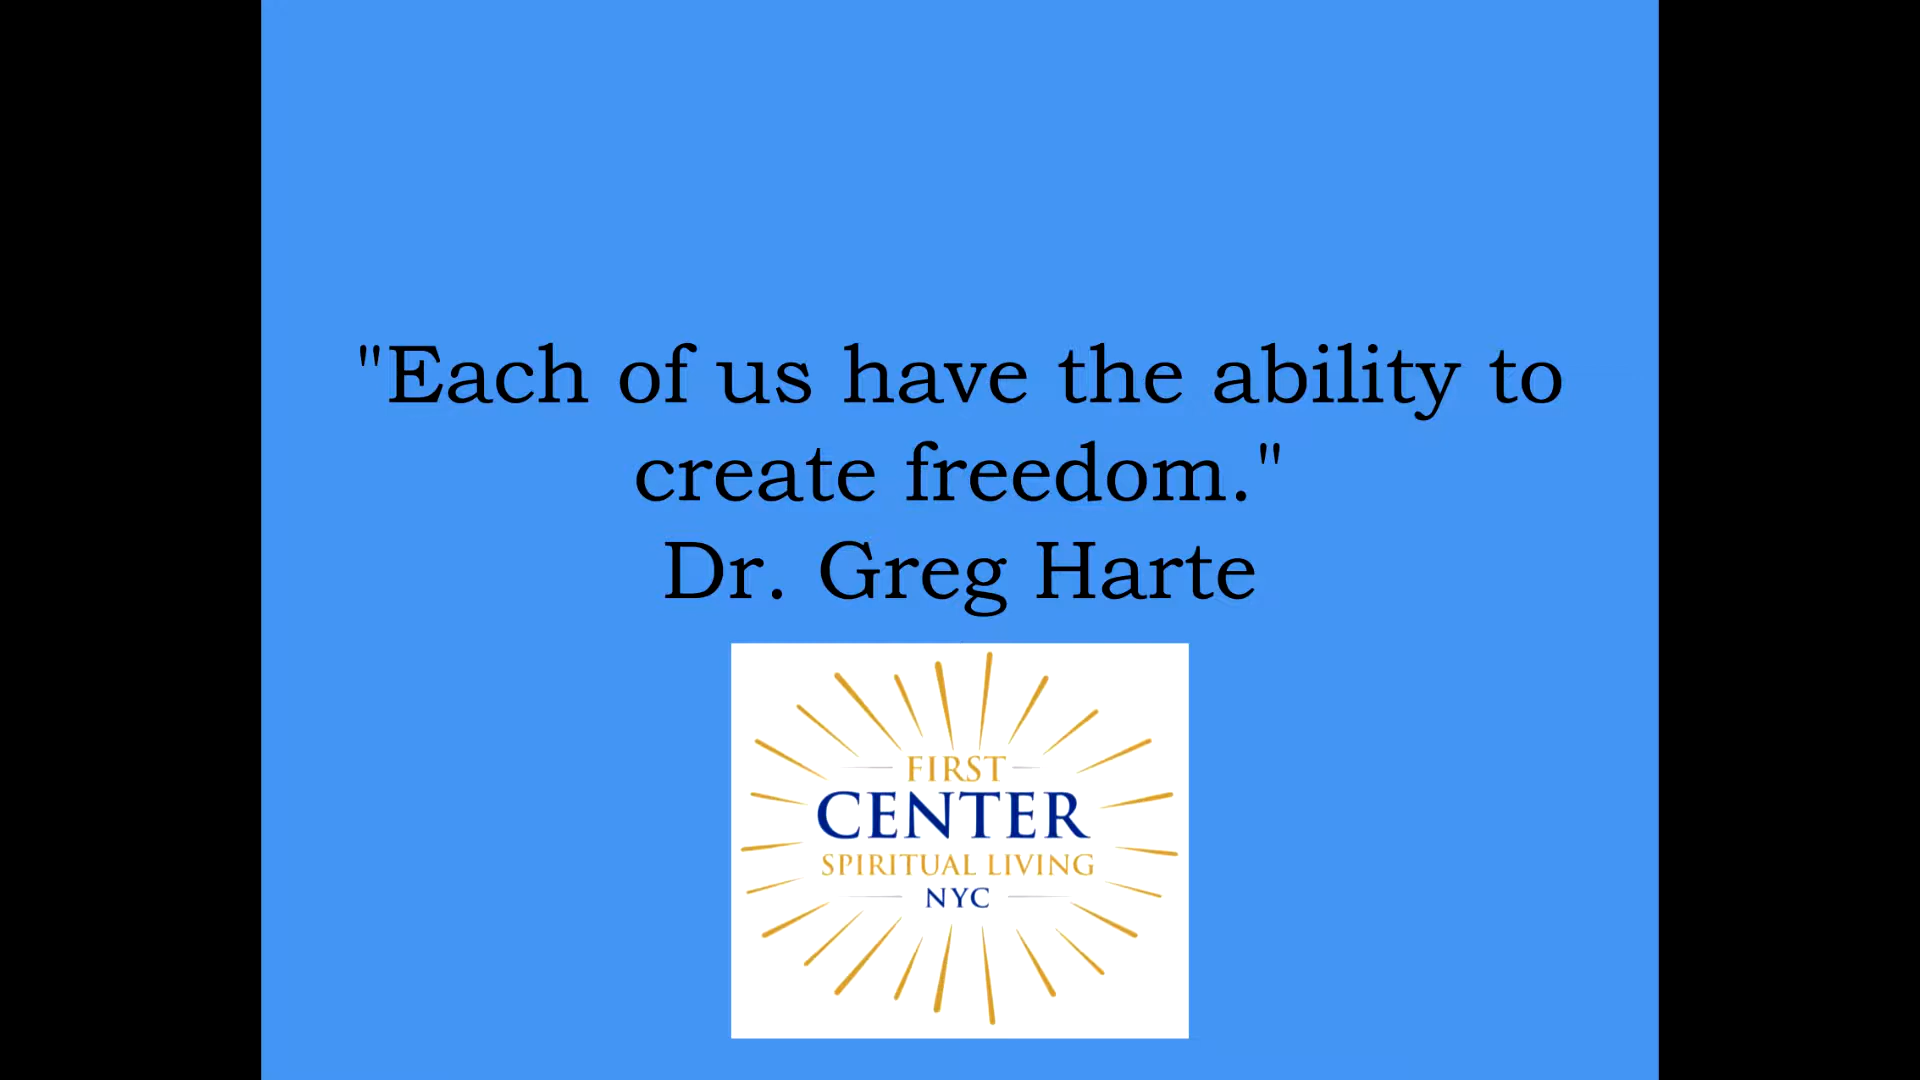 "Each of us have the ability to
create freedom."
Dr. Greg Harte
FIRST
CENTER
SPIRITUAL LIVING
NYC